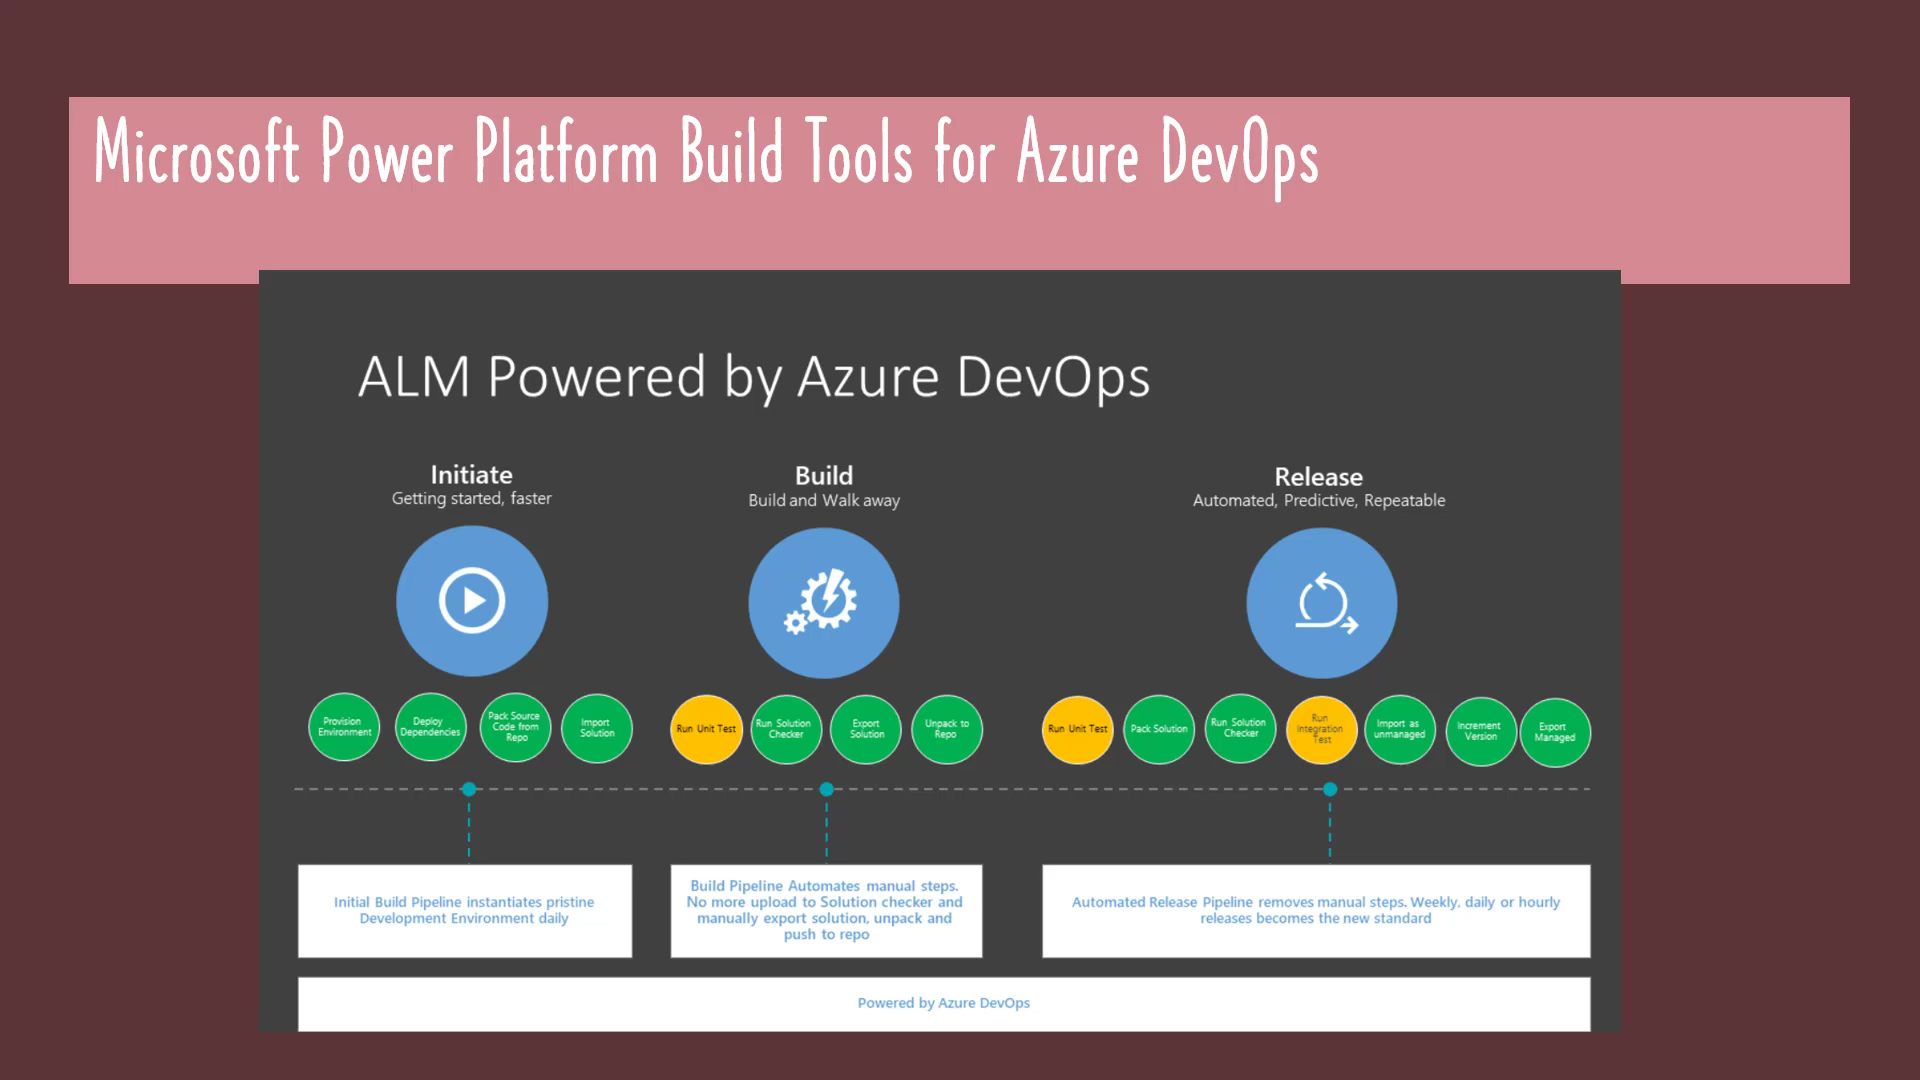 Microsoft Power Platform Build Tools for Azure DevOps
ALM Powered by Azure DevOps
Initiate
Getting started, faster
Build
Build and Walk away
Release
Automated, Predictive, Repeatable
Provision
Environment
Deploy
Dependencies
Pack Source
Code from
Repo
Import
Solution
Run Unit Test
Run Solution
Checker
Export
Solution
Unpack to
Repo
Run Unit Test
Pack Solution
Run Solution
Checker
Run
Integration
Test
Import as
unmanaged
Increment
Version
Export
Managed
Initial Build Pipeline instantiates pristine
Development Environment daily
Build Pipeline Automates manual steps.
No more upload to Solution checker and
manually export solution, unpack and
push to repo
Automated Release Pipeline removes manual steps. Weekly, daily or hourly
releases becomes the new standard
Powered by Azure DevOps